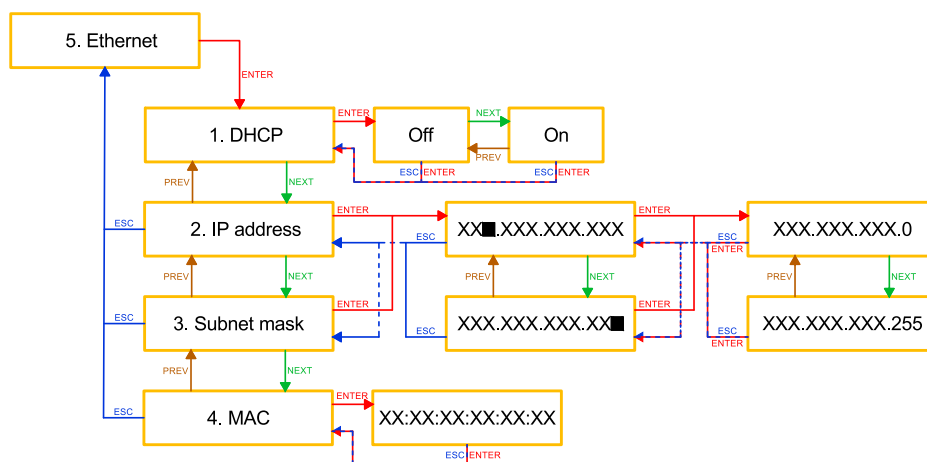 5. Ethernet
ENTER
1. DHCP
ENTER
Off
NEXT
PREV
On
ESC ENTER
ESC ENTER
PREV
NEXT
ESC
2. IP address
ENTER
ESC
XX■.XXX.XXX.XXX
ENTER
ESC
ENTER
XXX.XXX.XXX.0
PREV
NEXT
PREV
NEXT
PREV
NEXT
ESC
3. Subnet mask
ENTER
ESC
XXX.XXX.XXX.XX■
ENTER
ESC
ENTER
XXX.XXX.XXX.255
PREV
NEXT
ESC
4. MAC
ENTER
XX:XX:XX:XX:XX:XX
ESC ENTER